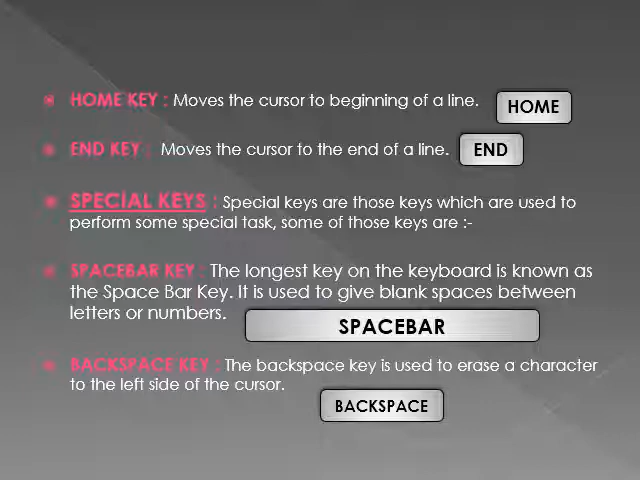 HOME KEY : Moves the cursor to beginning of a line.
HOME
END KEY : Moves the cursor to the end of a line.
END
SPECIAL KEYS : Special keys are those keys which are used to
perform some special task, some of those keys are :-
SPACEBAR KEY : The longest key on the keyboard is known as
the Space Bar Key. It is used to give blank spaces between
letters or numbers.
SPACEBAR
BACKSPACE KEY : The backspace key is used to erase a character
to the left side of the cursor.
BACKSPACE